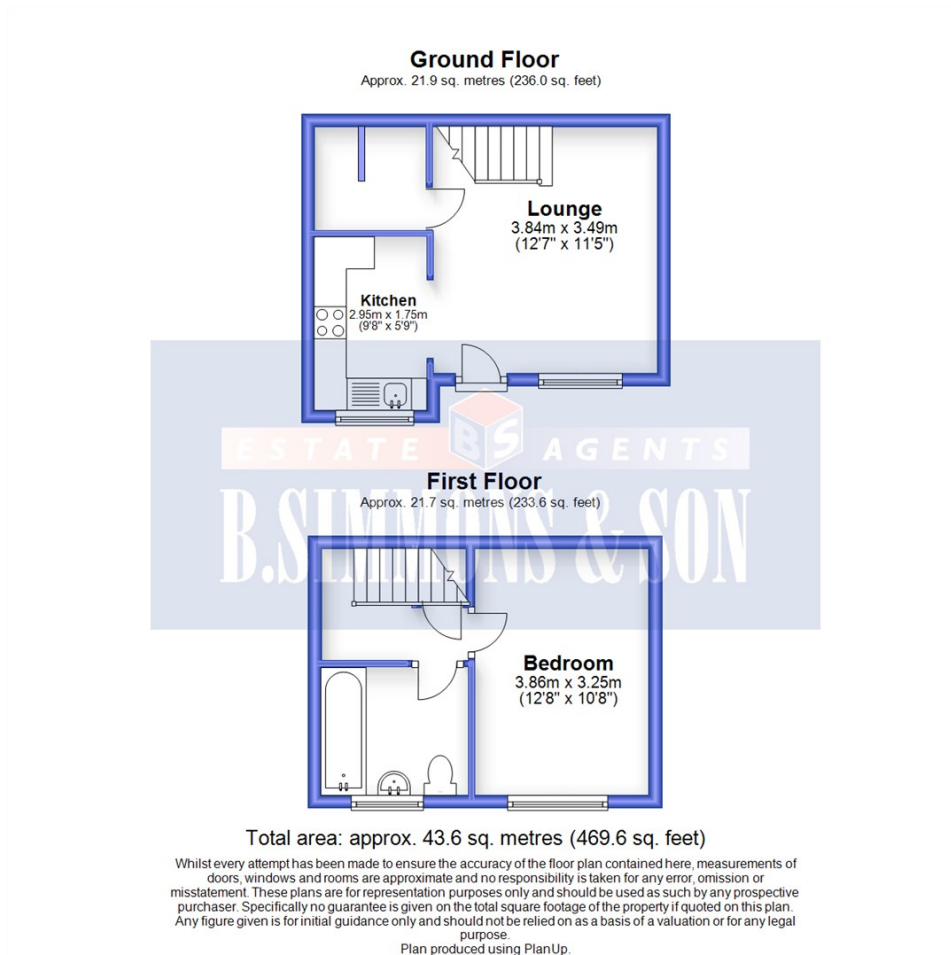 Ground Floor
Approx. 21.9 sq. metres (236.0 sq. feet)
Lounge
3.84m x 3.49m
(12'7" x 11'5")
Kitchen
2.95m x 1.75m
(9'8" x 5'9")
ESTATE BS AGENTS
First Floor
Approx. 21.7 sq. metres (233.6 sq. feet)
B.SIMMONS & SON
Bedroom
3.86m x 3.25m
(12'8" x 10'8")
Total area: approx. 43.6 sq. metres (469.6 sq. feet)
Whilst every attempt has been made to ensure the accuracy of the floor plan contained here, measurements of
doors, windows and rooms are approximate and no responsibility is taken for any error, omission or
misstatement. These plans are for representation purposes only and should be used as such by any prospective
purchaser. Specifically no guarantee is given on the total square footage of the property if quoted on this plan.
Any figure given is for initial guidance only and should not be relied on as a basis of a valuation or for any legal
purpose.
Plan produced using PlanUp.